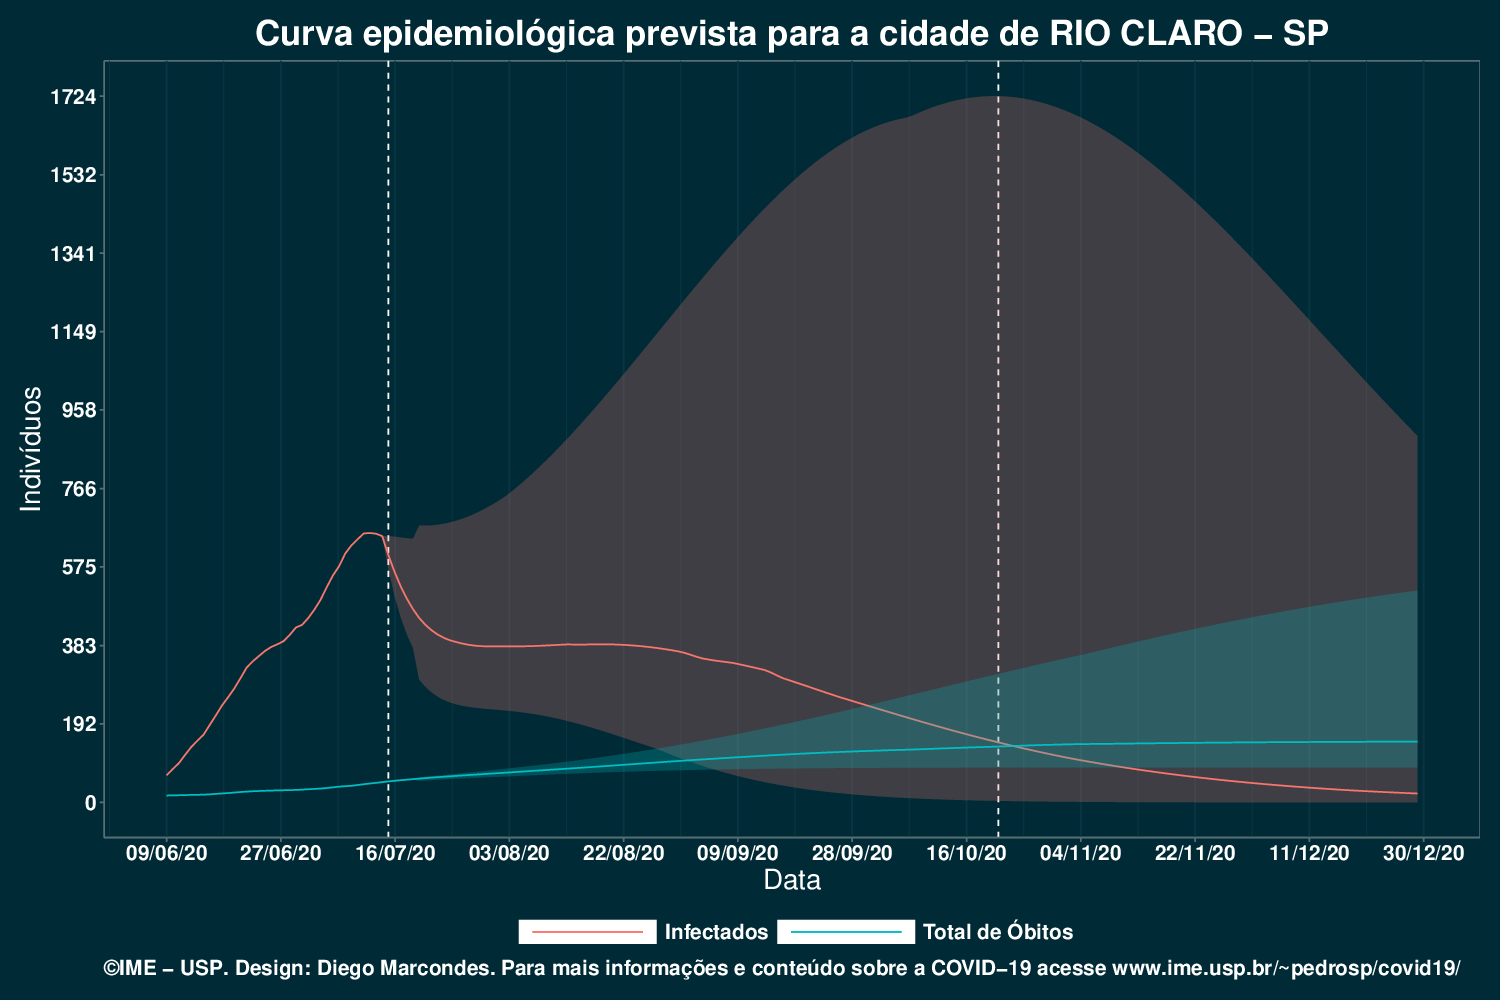 Curva epidemiológica prevista para a cidade de RIO CLARO − SP
Indivíduos
1724
1532
1341
1149
958
766
575
383
192
0
09/06/20 27/06/20 16/07/20 03/08/20 22/08/20 09/09/20 28/09/20 16/10/20 04/11/20 22/11/20 11/12/20 30/12/20
Data
Infectados Total de Óbitos
©IME − USP. Design: Diego Marcondes. Para mais informações e conteúdo sobre a COVID−19 acesse www.ime.usp.br/~pedrosp/covid19/